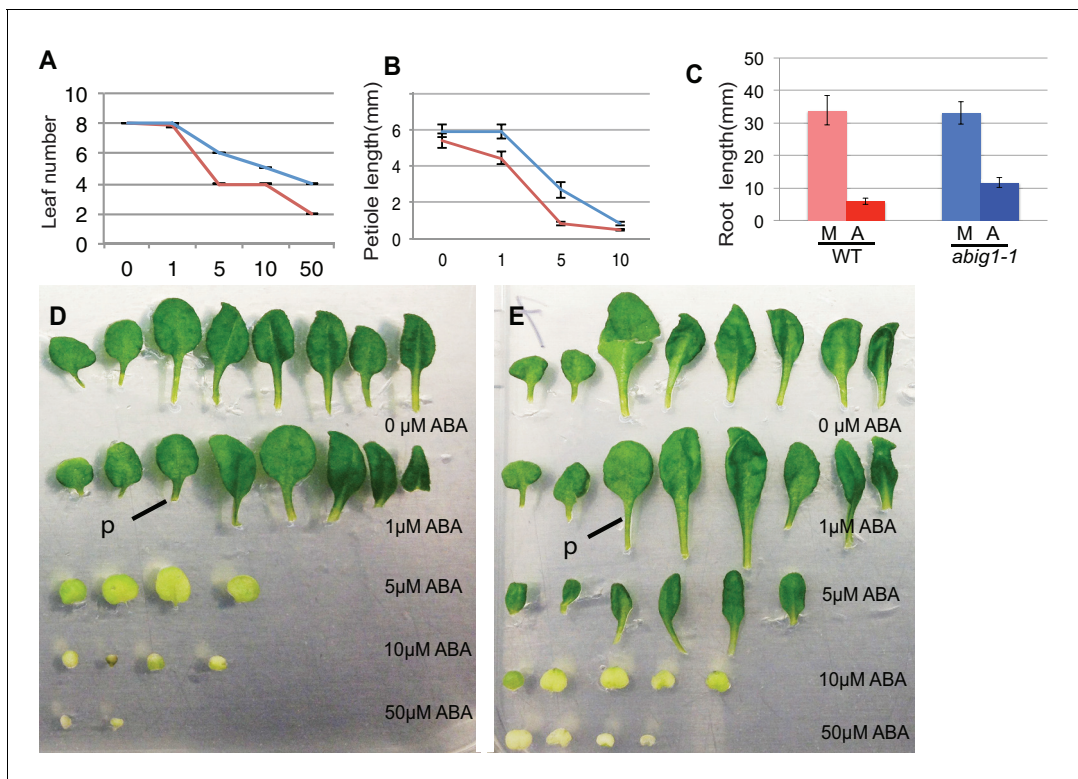 A
Leaf number
10
8
6
4
2
0
0 1 5 10 50
B
Petiole length(mm)
6
4
2
0
0 1 5 10
C
Root length(mm)
50
40
30
20
10
0
M A M A
WT abig1-1
D
0 µM ABA
p
1µM ABA
5µM ABA
10µM ABA
50µM ABA
E
0 µM ABA
p
1µM ABA
5µM ABA
10µM ABA
50µM ABA